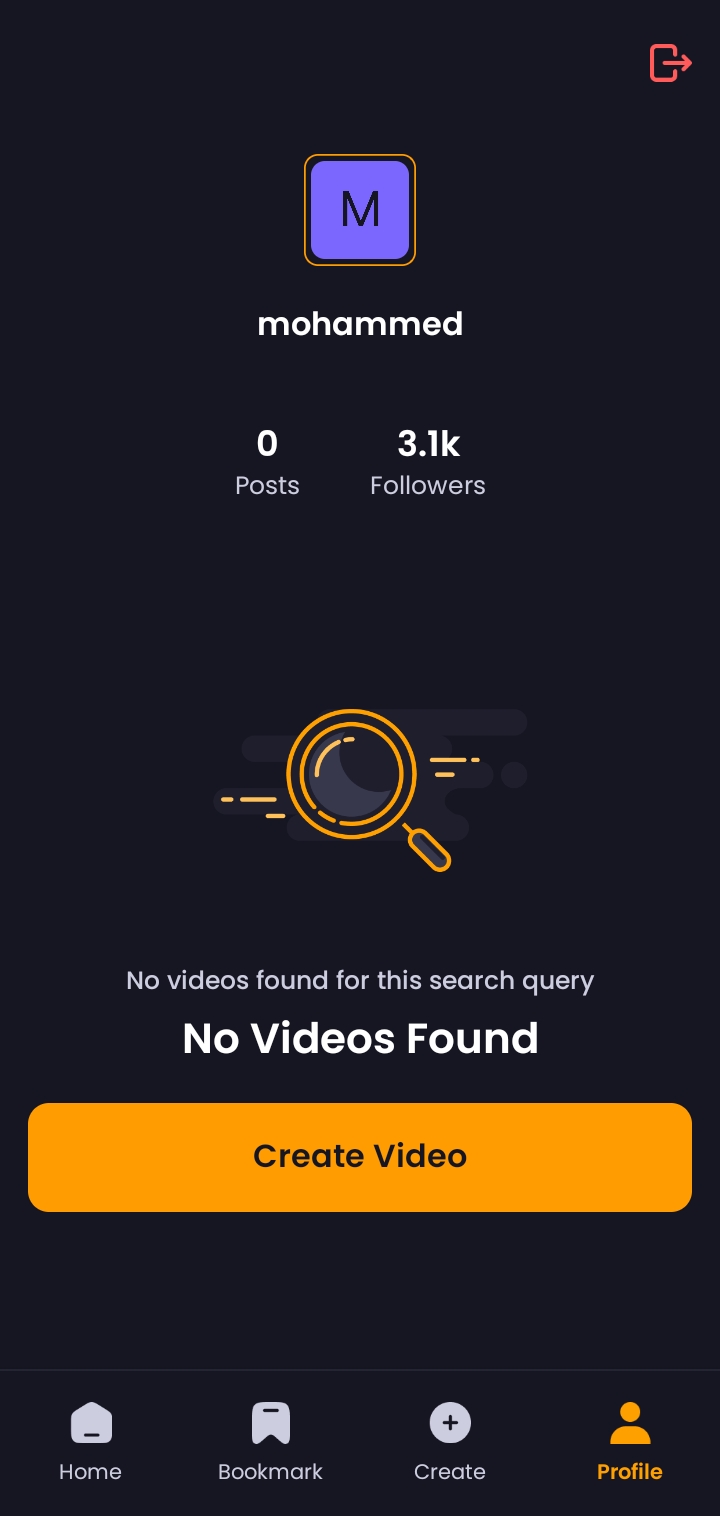 M
mohammed
0
Posts
3.1k
Followers
No videos found for this search query
No Videos Found
Create Video
Home
Bookmark
Create
Profile